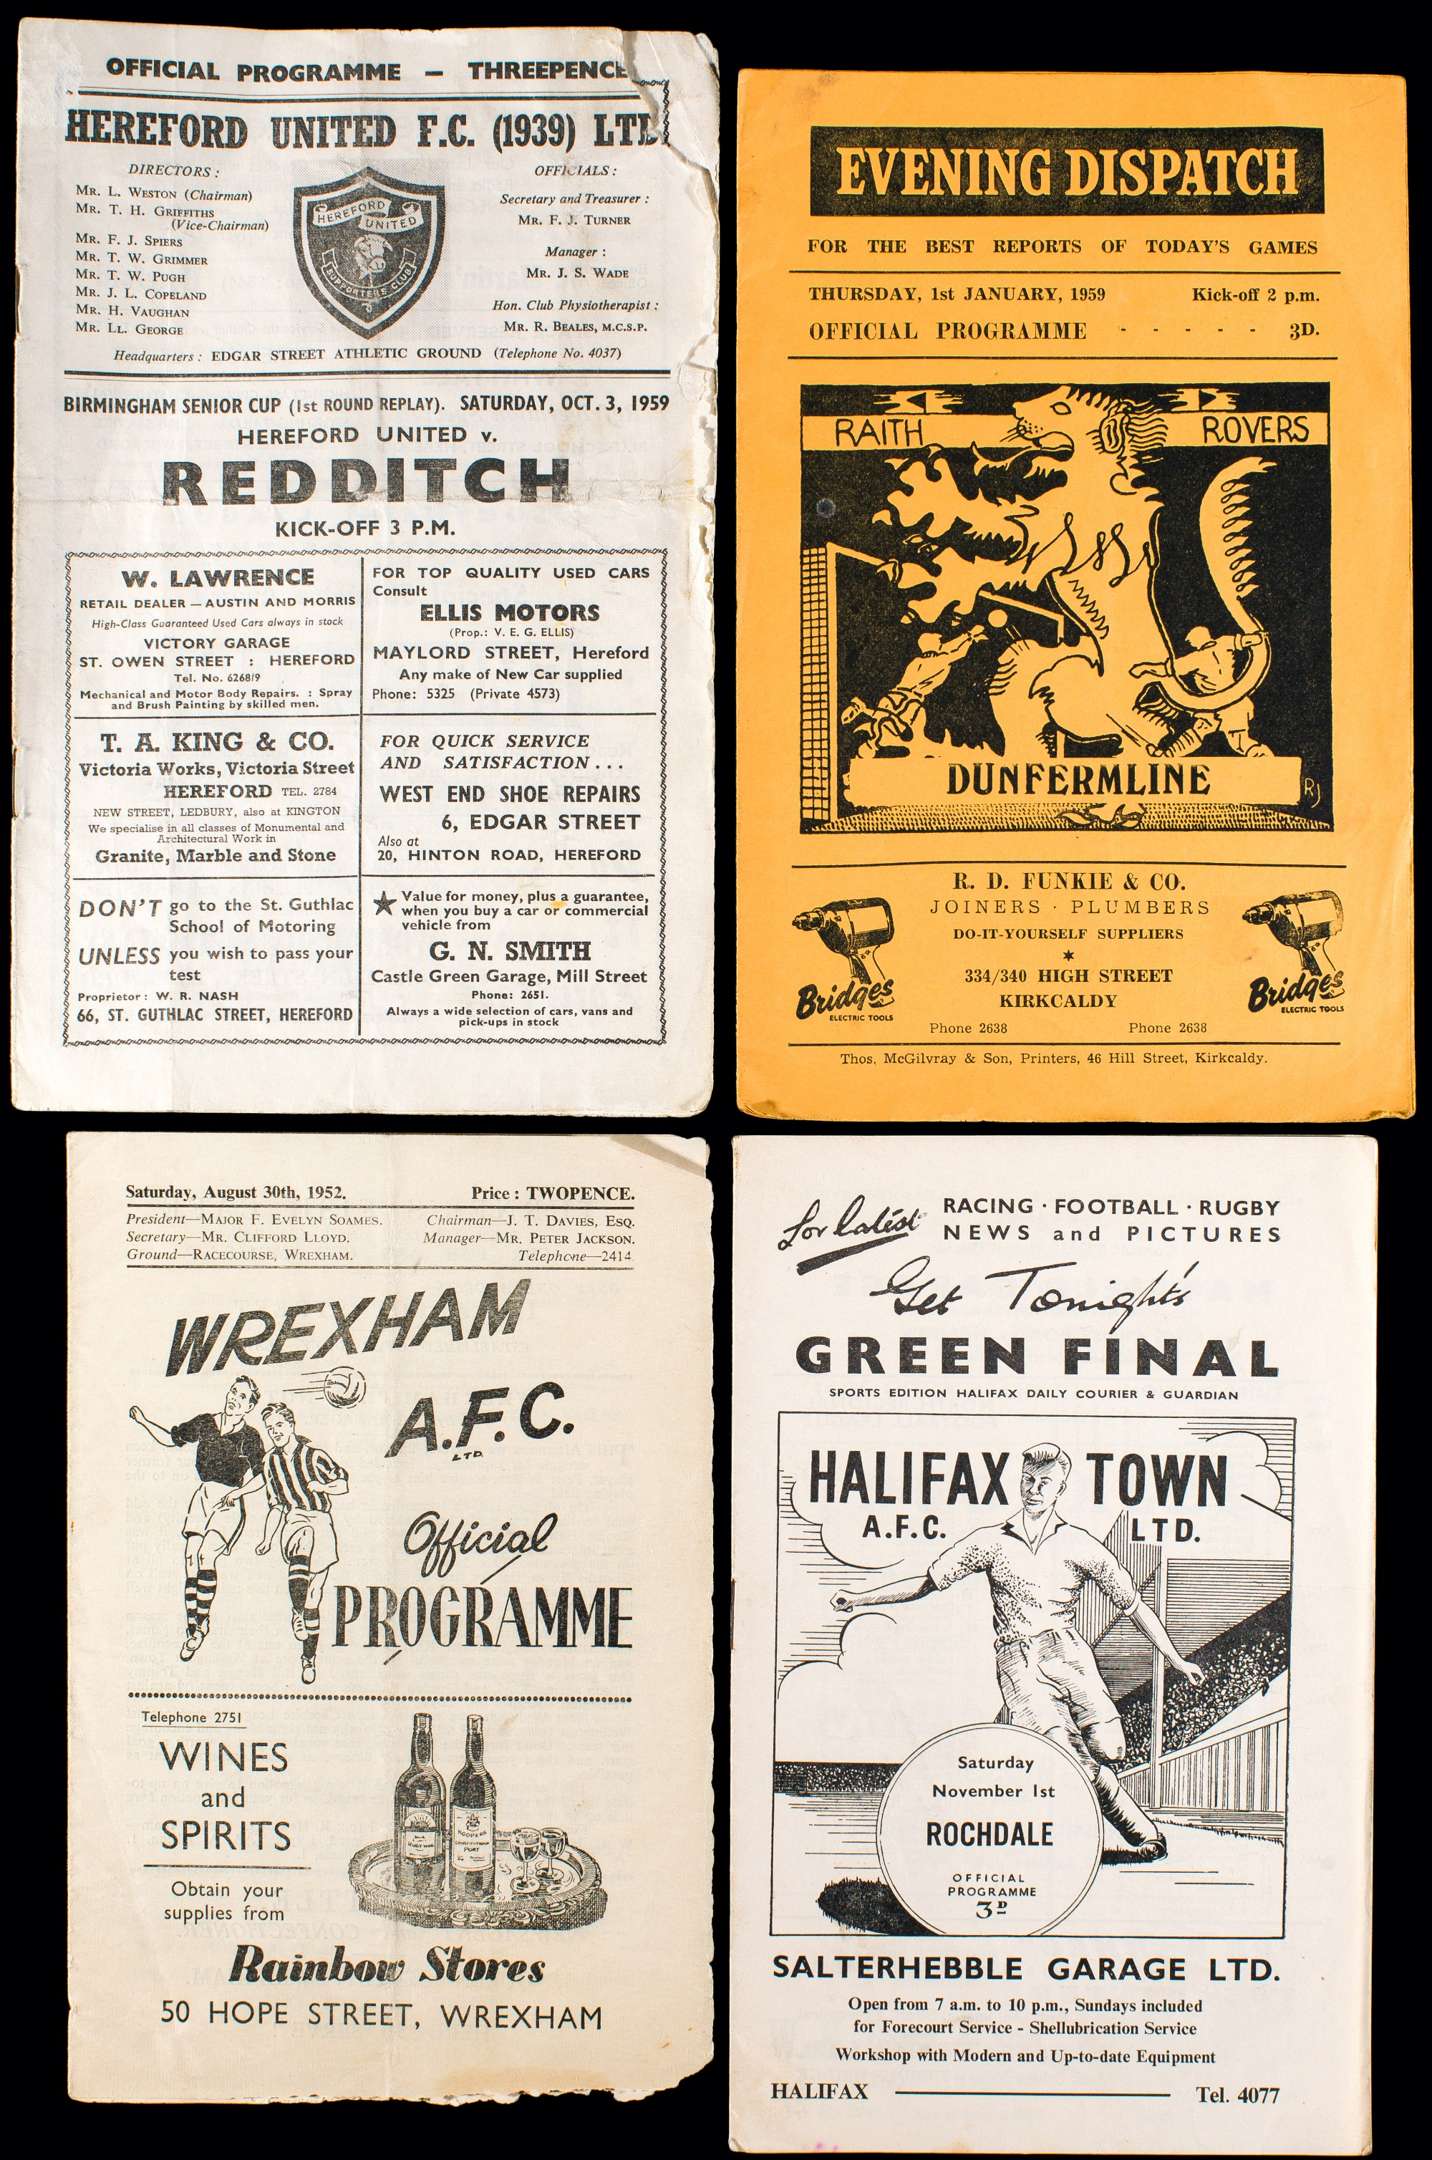 OFFICIAL PROGRAMME — THREEPENCE
HEREFORD UNITED F.C. (1939) LTD.
DIRECTORS :
MR. L. WESTON (Chairman)
MR. T. H. GRIFFITHS
(Vice-Chairman)
MR. F. J. SPIERS
MR. T. W. GRIMMER
MR. T. W. PUGH
MR. J. L. COPELAND
MR. H. VAUGHAN
MR. LL. GEORGE
HEREFORD
UNITED
SUPPORTERS CLUB
OFFICIALS :
Secretary and Treasurer :
MR. F. J. TURNER
Manager :
MR. J. S. WADE
Hon. Club Physiotherapist :
MR. R. BEALES, M.C.S.P.
Headquarters : EDGAR STREET ATHLETIC GROUND (Telephone No. 4037)
BIRMINGHAM SENIOR CUP (1st ROUND REPLAY). SATURDAY, OCT. 3, 1959
HEREFORD UNITED v.
REDDITCH
KICK-OFF 3 P.M.
W. LAWRENCE
RETAIL DEALER — AUSTIN AND MORRIS
High-Class Guaranteed Used Cars always in stock
VICTORY GARAGE
ST. OWEN STREET : HEREFORD
Tel. No. 6268/9
Mechanical and Motor Body Repairs. : Spray
and Brush Painting by skilled men.
FOR TOP QUALITY USED CARS
Consult
ELLIS MOTORS
(Prop.: V. E. G. ELLIS)
MAYLORD STREET, Hereford
Any make of New Car supplied
Phone: 5325 (Private 4573)
T. A. KING & CO.
Victoria Works, Victoria Street
HEREFORD TEL. 2784
NEW STREET, LEDBURY, also at KINGTON
We specialise in all classes of Monumental and
Architectural Work in
Granite, Marble and Stone
FOR QUICK SERVICE
AND SATISFACTION . . .
WEST END SHOE REPAIRS
6, EDGAR STREET
Also at
20, HINTON ROAD, HEREFORD
DON'T go to the St. Guthlac
School of Motoring
UNLESS you wish to pass your
test
Proprietor : W. R. NASH
66, ST. GUTHLAC STREET, HEREFORD
Value for money, plus a guarantee,
when you buy a car or commercial
vehicle from
G. N. SMITH
Castle Green Garage, Mill Street
Phone: 2651.
Always a wide selection of cars, vans and
pick-ups in stock
EVENING DISPATCH
FOR THE BEST REPORTS OF TODAY'S GAMES
THURSDAY, 1st JANUARY, 1959 Kick-off 2 p.m.
OFFICIAL PROGRAMME - - - - - 3D.
RAITH ROVERS
DUNFERMLINE
RJ
R. D. FUNKIE & CO.
JOINERS · PLUMBERS
DO-IT-YOURSELF SUPPLIERS
334/340 HIGH STREET
KIRKCALDY
Phone 2638 Phone 2638
Bridges
ELECTRIC TOOLS
Bridges
ELECTRIC TOOLS
Thos. McGilvray & Son, Printers, 46 Hill Street, Kirkcaldy.
Saturday, August 30th, 1952. Price : TWOPENCE.
President—MAJOR F. EVELYN SOAMES. Chairman—J. T. DAVIES, ESQ.
Secretary—MR. CLIFFORD LLOYD. Manager—MR. PETER JACKSON.
Ground—RACECOURSE, WREXHAM. Telephone—2414
WREXHAM
A.F.C.
LTD.
Official
PROGRAMME
Telephone 2751
WINES
and
SPIRITS
Obtain your
supplies from
PORT
Rainbow Stores
50 HOPE STREET, WREXHAM
for latest RACING · FOOTBALL · RUGBY
NEWS and PICTURES
Get Tonight's
GREEN FINAL
SPORTS EDITION HALIFAX DAILY COURIER & GUARDIAN
HALIFAX TOWN
A.F.C. LTD.
Saturday
November 1st
ROCHDALE
OFFICIAL
PROGRAMME
3D
SALTERHEBBLE GARAGE LTD.
Open from 7 a.m. to 10 p.m., Sundays included
for Forecourt Service - Shellubrication Service
Workshop with Modern and Up-to-date Equipment
HALIFAX Tel. 4077